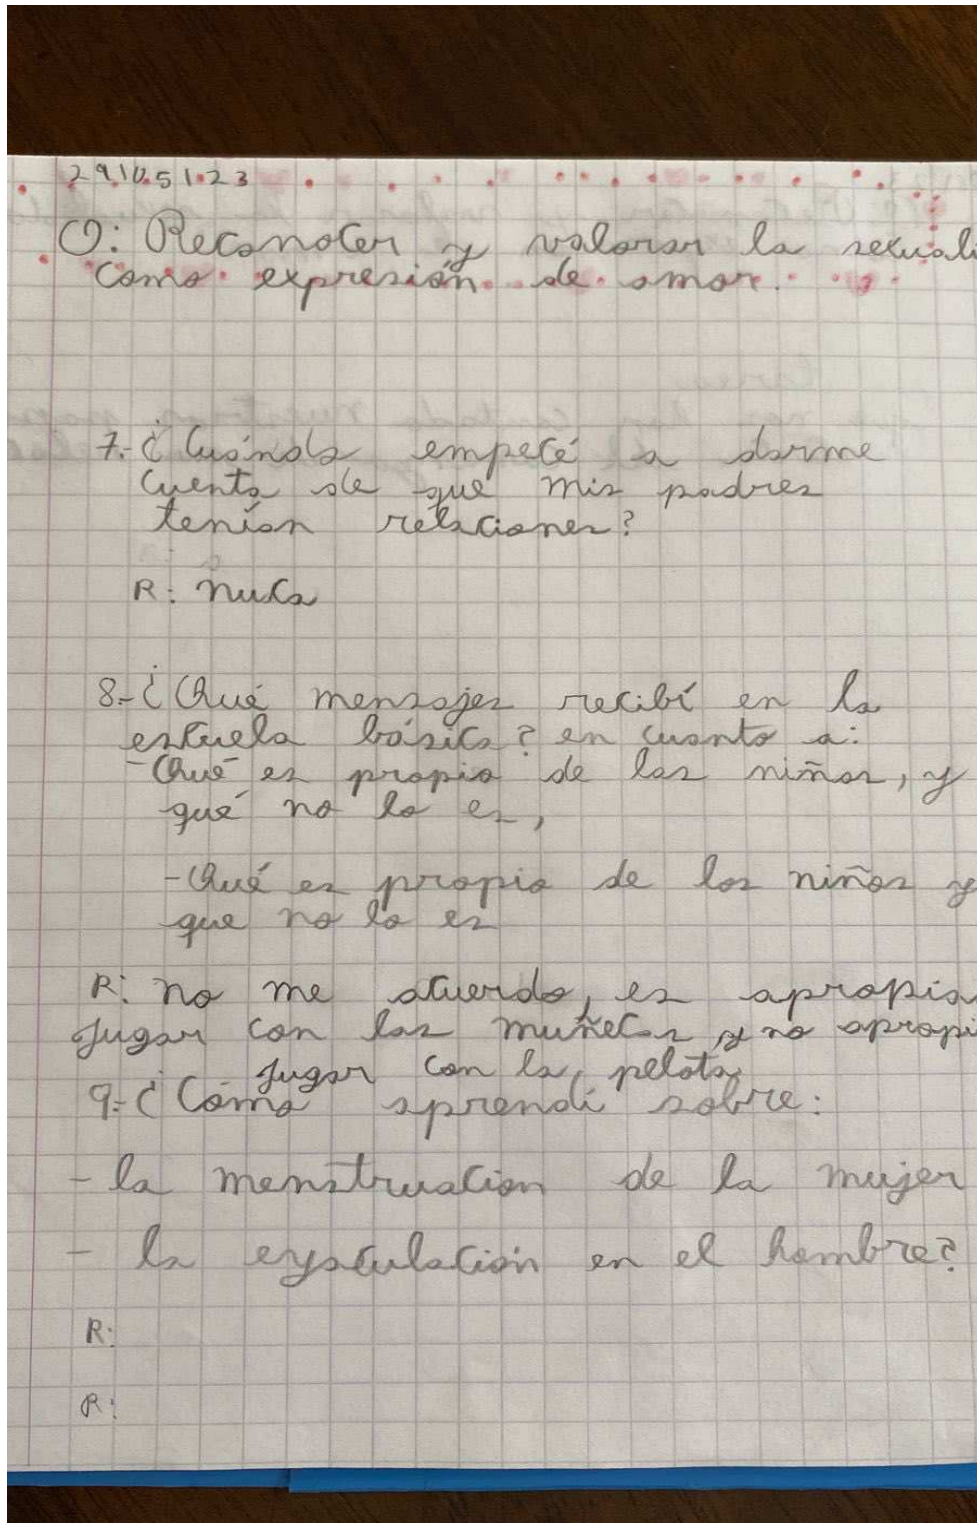 29.10.51.23
O: Reconocer y valorar la sexuali
como expresión de amor.
7.- ¿Cuándo empecé a darme
cuenta de que mis padres
tenían relaciones?
R: nuca
8.- ¿Qué mensajes recibí en la
escuela básica? en cuanto a:
-Qué es propio de las niñas, y
qué no lo es,
-Qué es propio de los niños y
que no lo es
R: no me acuerdo, es apropia
jugar con las muñecas, y no apropi
jugar con la pelota
9.- ¿Cómo aprendí sobre:
- la menstruacion de la mujer
- la eyaculación en el hombre?
R:
R: